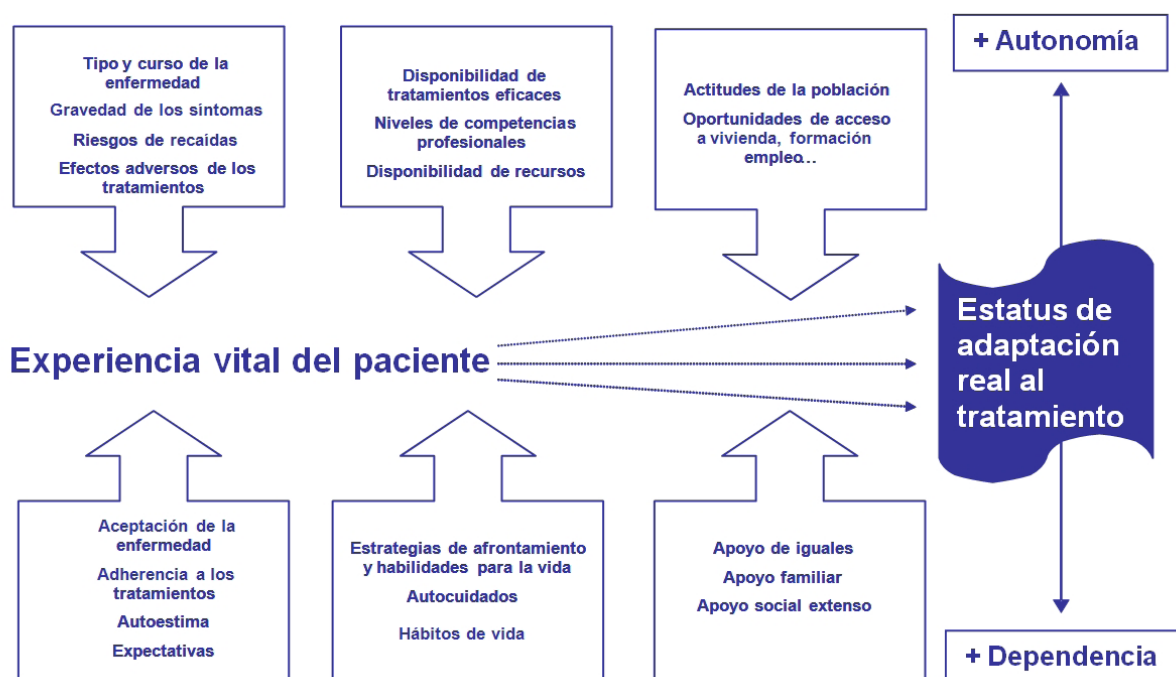 Tipo y curso de la
enfermedad
Gravedad de los síntomas
Riesgos de recaídas
Efectos adversos de los
tratamientos
Disponibilidad de
tratamientos eficaces
Niveles de competencias
profesionales
Disponibilidad de recursos
Actitudes de la población
Oportunidades de acceso
a vivienda, formación
empleo...
+ Autonomía
Experiencia vital del paciente
Estatus de
adaptación
real al
tratamiento
Aceptación de la
enfermedad
Adherencia a los
tratamientos
Autoestima
Expectativas
Estrategias de afrontamiento
y habilidades para la vida
Autocuidados
Hábitos de vida
Apoyo de iguales
Apoyo familiar
Apoyo social extenso
+ Dependencia